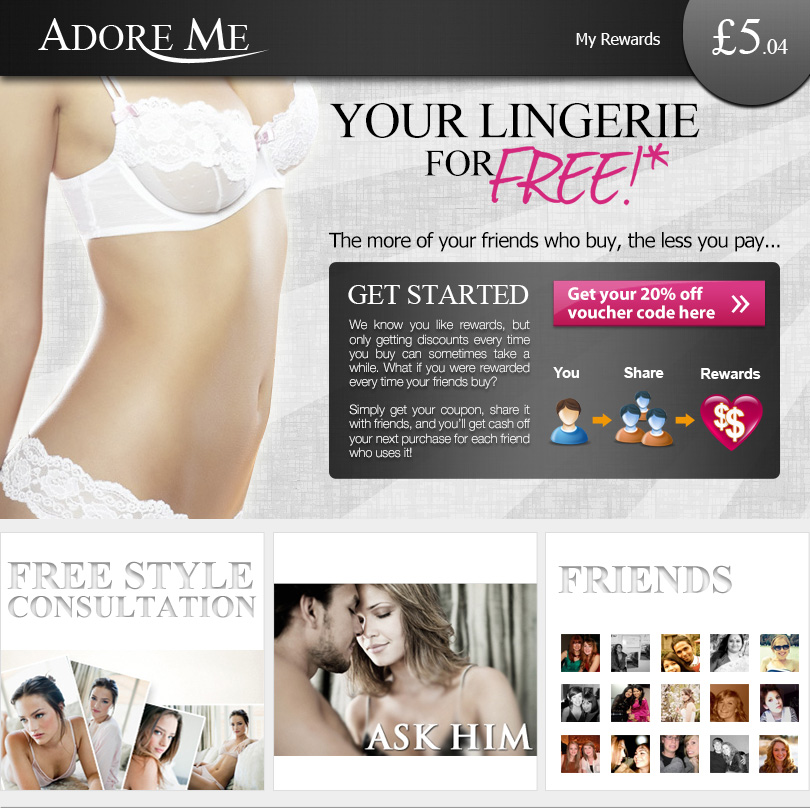 ADORE ME
My Rewards
£5.04
YOUR LINGERIE
FOR FREE!*
The more of your friends who buy, the less you pay...
GET STARTED
We know you like rewards, but
only getting discounts every time
you buy can sometimes take a
while. What if you were rewarded
every time your friends buy?
Simply get your coupon, share it
with friends, and you'll get cash off
your next purchase for each friend
who uses it!
Get your 20% off
voucher code here »
You
Share
Rewards
$$
FREE STYLE
CONSULTATION
ASK HIM
FRIENDS